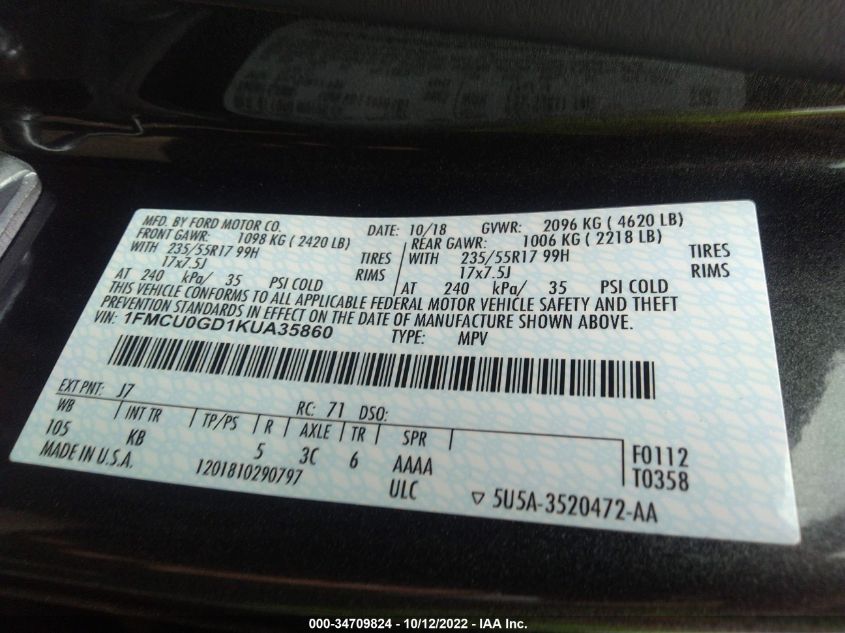 MFD. BY FORD MOTOR CO. DATE: 10/18 GVWR: 2096 KG ( 4620 LB)
FRONT GAWR: 1098 KG ( 2420 LB) REAR GAWR: 1006 KG ( 2218 LB)
WITH 235/55R17 99H TIRES WITH 235/55R17 99H TIRES
17x7.5J RIMS 17x7.5J RIMS
AT 240 kPa/ 35 PSI COLD AT 240 kPa/ 35 PSI COLD
THIS VEHICLE CONFORMS TO ALL APPLICABLE FEDERAL MOTOR VEHICLE SAFETY AND THEFT
PREVENTION STANDARDS IN EFFECT ON THE DATE OF MANUFACTURE SHOWN ABOVE.
VIN: 1FMCU0GD1KUA35860 TYPE: MPV
EXT PNT: J7 RC: 71 DSO:
WB INT TR TP/PS R AXLE TR SPR
105 KB 5 3C 6 AAAA F0112
MADE IN U.S.A. 1201810290797 ULC T0358
5U5A-3520472-AA
000-34709824 - 10/12/2022 - IAA Inc.